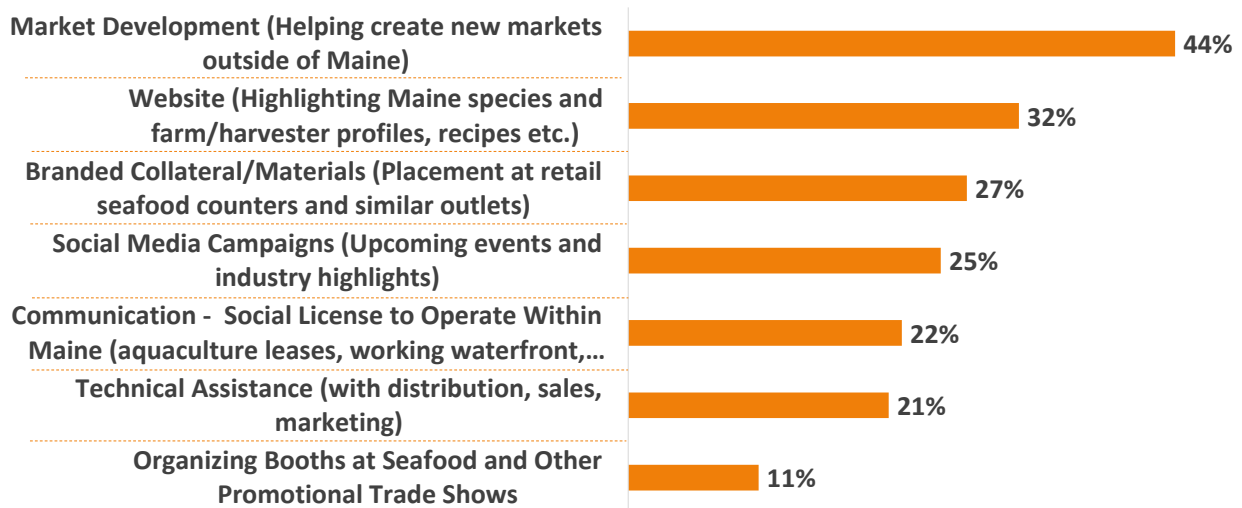 Market Development (Helping create new markets
outside of Maine)
44%
Website (Highlighting Maine species and
farm/harvester profiles, recipes etc.)
32%
Branded Collateral/Materials (Placement at retail
seafood counters and similar outlets)
27%
Social Media Campaigns (Upcoming events and
industry highlights)
25%
Communication -  Social License to Operate Within
Maine (aquaculture leases, working waterfront,…
22%
Technical Assistance (with distribution, sales,
marketing)
21%
Organizing Booths at Seafood and Other
Promotional Trade Shows
11%